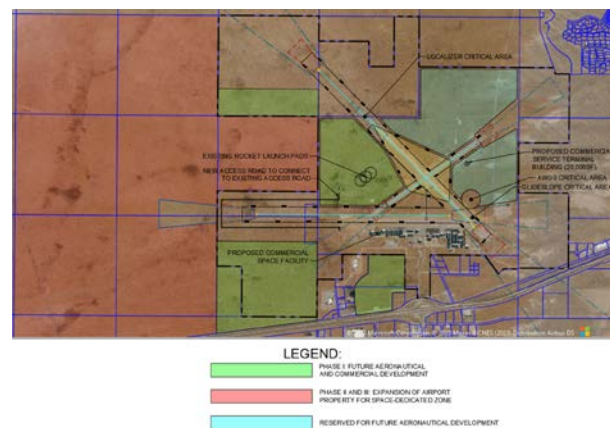 LOCALIZER CRITICAL AREA
EXISTING ROCKET LAUNCH PADS
NEW ACCESS ROAD TO CONNECT
TO EXISTING ACCESS ROAD
PROPOSED COMMERCIAL
SERVICE TERMINAL
BUILDING (20,000SF)
CRITICAL AREA
GLIDESLOPE CRITICAL AREA
PROPOSED COMMERCIAL
SPACE FACILITY
Microsoft
LEGEND:
PHASE I: FUTURE AERONAUTICAL
AND COMMERCIAL DEVELOPMENT
PHASE II AND III: EXPANSION OF AIRPORT
PROPERTY FOR SPACE-DEDICATED ZONE
RESERVED FOR FUTURE AERONAUTICAL DEVELOPMENT